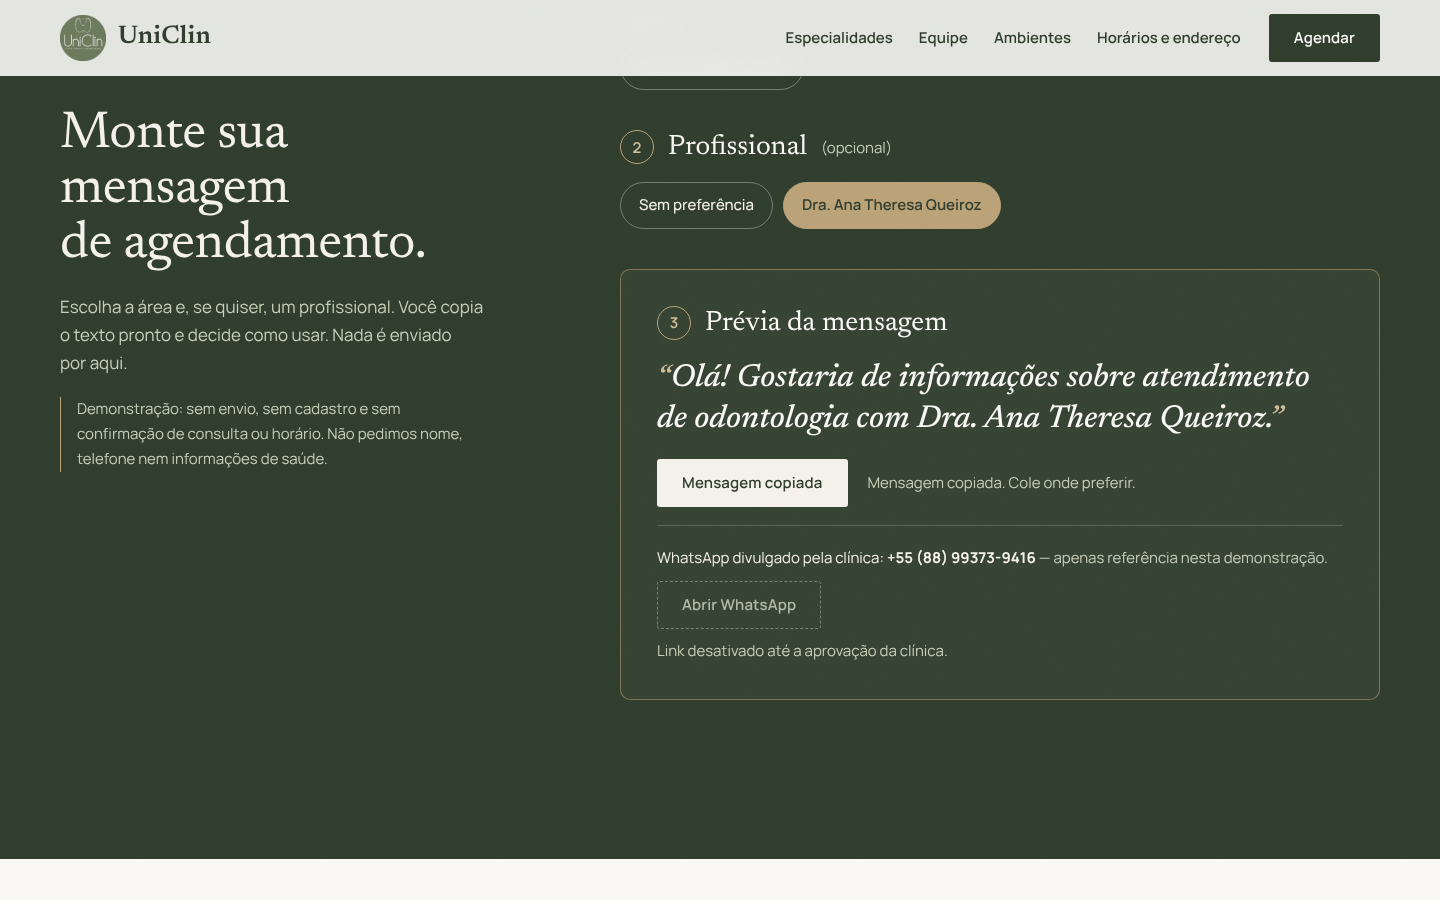 UniClin
UniClin
Especialidades
Equipe
Ambientes
Horários e endereço
Agendar
Monte sua
mensagem
de agendamento.
Escolha a área e, se quiser, um profissional. Você copia
o texto pronto e decide como usar. Nada é enviado
por aqui.
Demonstração: sem envio, sem cadastro e sem
confirmação de consulta ou horário. Não pedimos nome,
telefone nem informações de saúde.
2 Profissional (opcional)
Sem preferência
Dra. Ana Theresa Queiroz
3 Prévia da mensagem
“Olá! Gostaria de informações sobre atendimento
de odontologia com Dra. Ana Theresa Queiroz.”
Mensagem copiada
Mensagem copiada. Cole onde preferir.
WhatsApp divulgado pela clínica: +55 (88) 99373-9416 — apenas referência nesta demonstração.
Abrir WhatsApp
Link desativado até a aprovação da clínica.